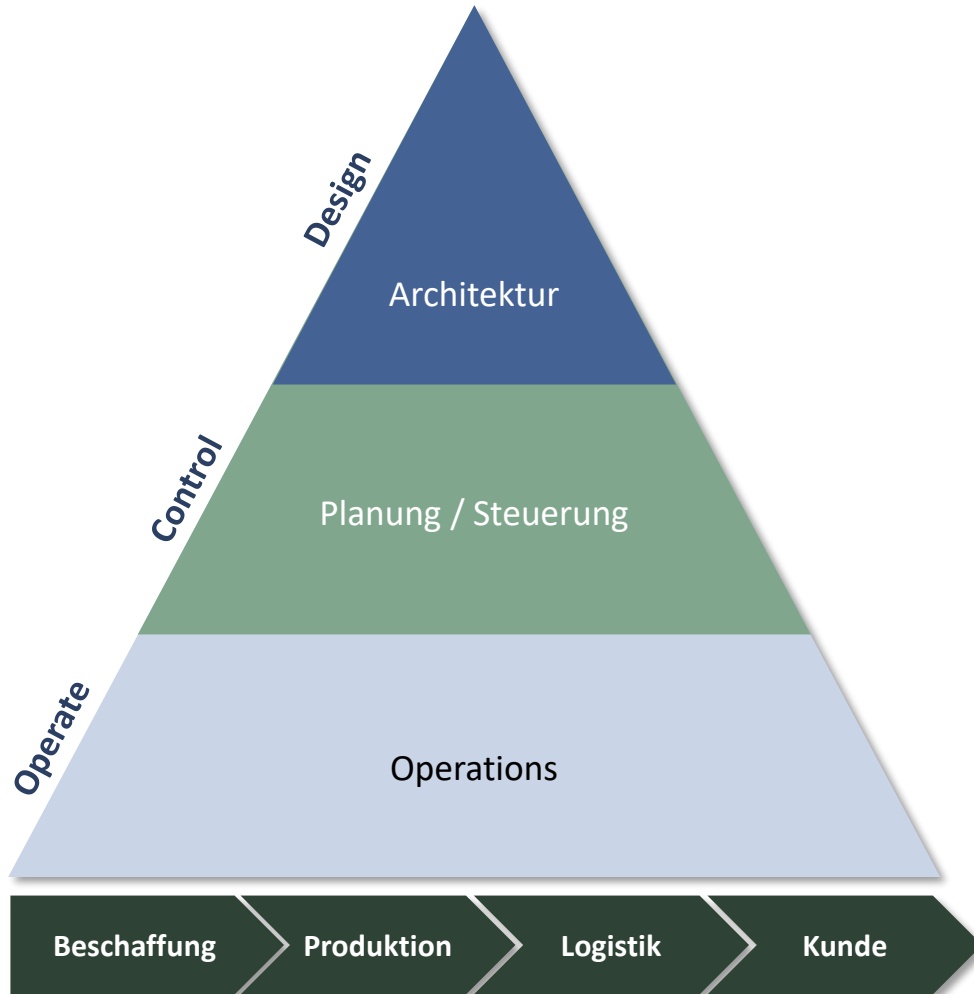 Design
Architektur
Control
Planung / Steuerung
Operate
Operations
Beschaffung
Produktion
Logistik
Kunde